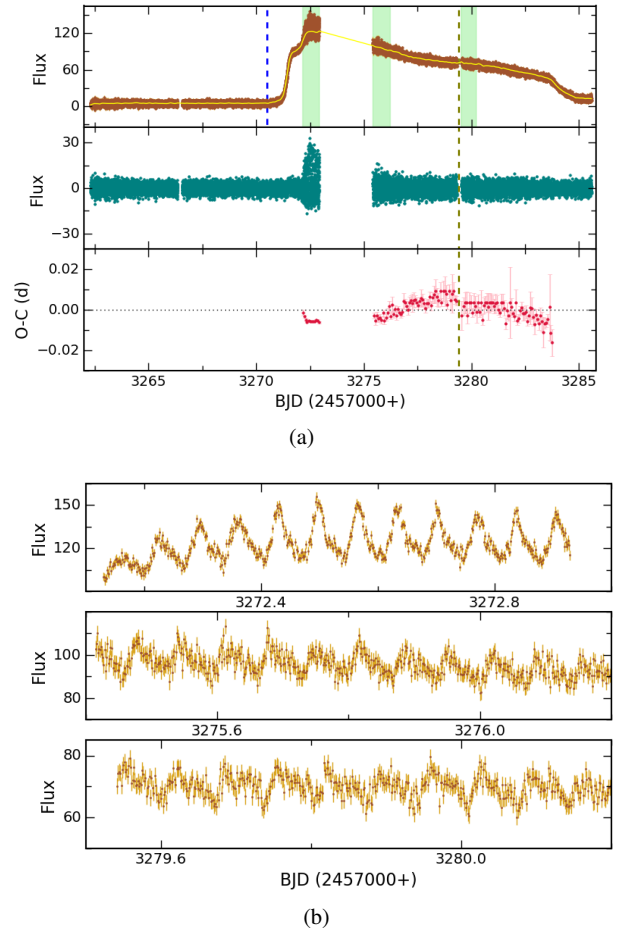 120
60
0
Flux
30
0
−30
Flux
0.02
0.00
−0.02
O-C (d)
3265 3270 3275 3280 3285
BJD (2457000+)
(a)
150
120
Flux
3272.4 3272.8
100
80
Flux
3275.6 3276.0
80
60
Flux
3279.6 3280.0
BJD (2457000+)
(b)